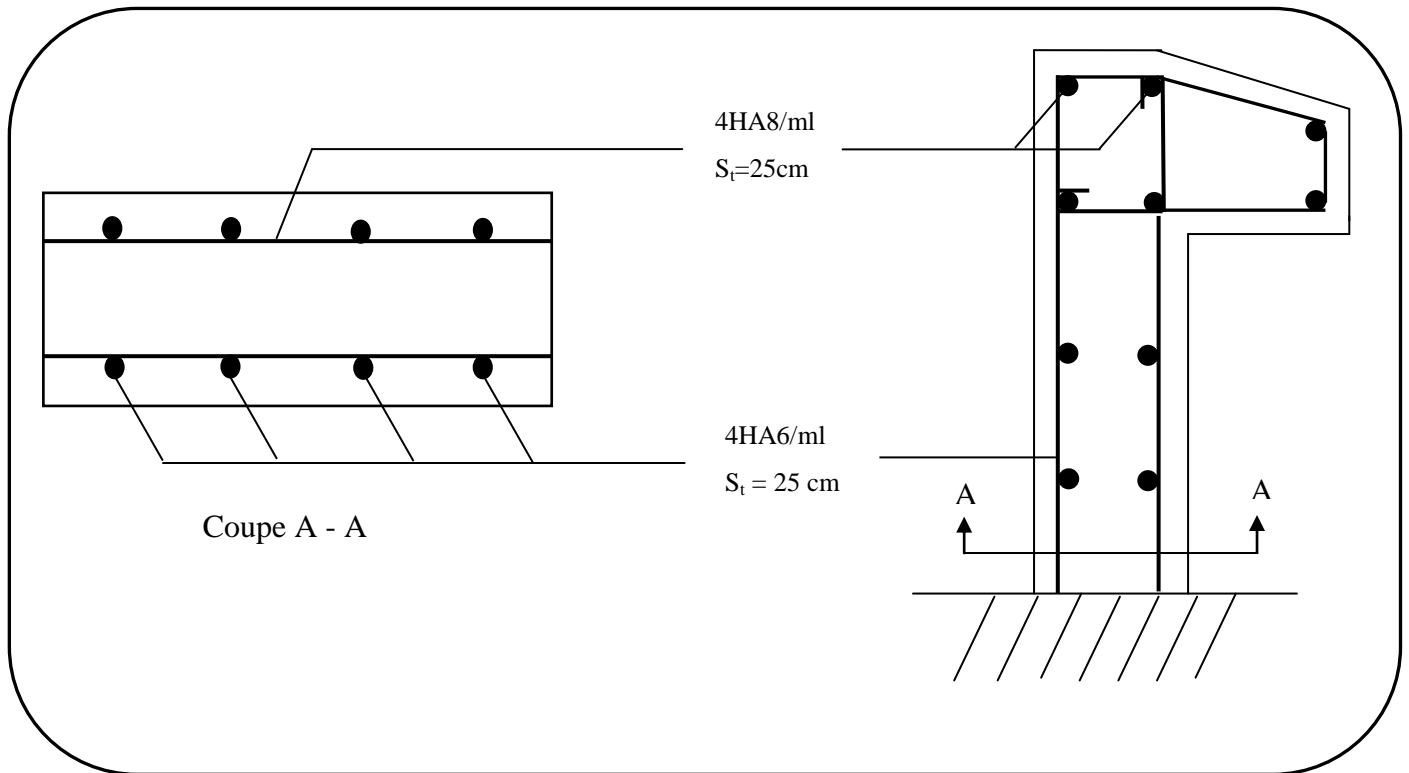 4HA8/ml
Sₜ=25cm
4HA6/ml
Sₜ = 25 cm
A
A
Coupe A - A